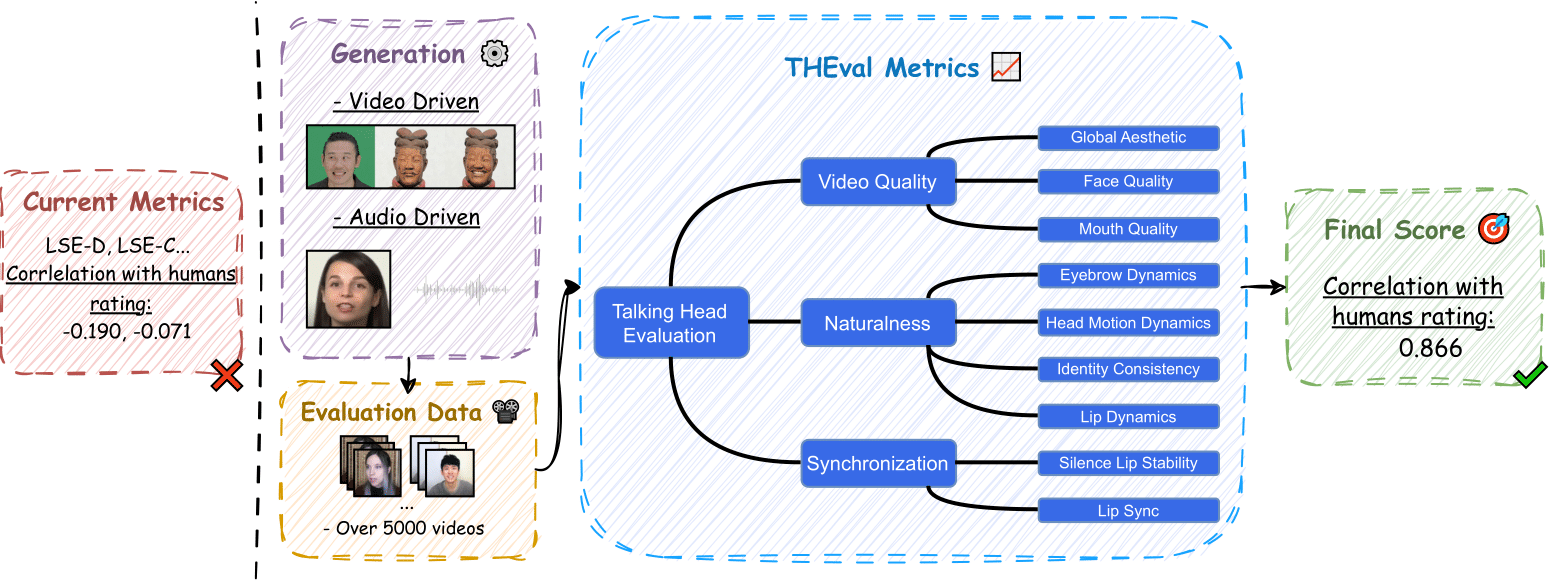 Current Metrics
LSE-D, LSE-C...
Corrlelation with humans
rating:
-0.190, -0.071
Generation
- Video Driven
- Audio Driven
Evaluation Data
...
- Over 5000 videos
THEval Metrics
Talking Head
Evaluation
Video Quality
Global Aesthetic
Face Quality
Mouth Quality
Naturalness
Eyebrow Dynamics
Head Motion Dynamics
Identity Consistency
Lip Dynamics
Synchronization
Silence Lip Stability
Lip Sync
Final Score
Correlation with
humans rating:
0.866